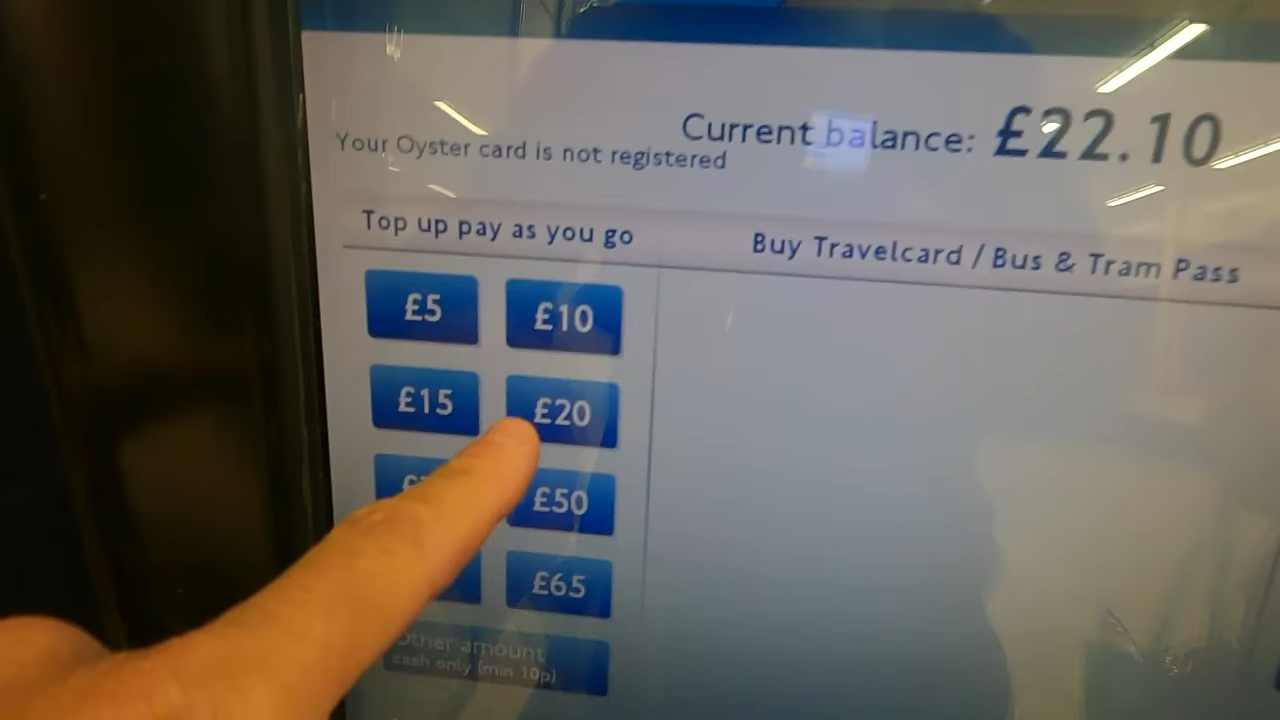 Current balance: £22.10
Your Oyster card is not registered
Top up pay as you go
Buy Travelcard / Bus & Tram Pass
£5
£10
£15
£20
£50
£65
Other amount
cash only (min 10p)